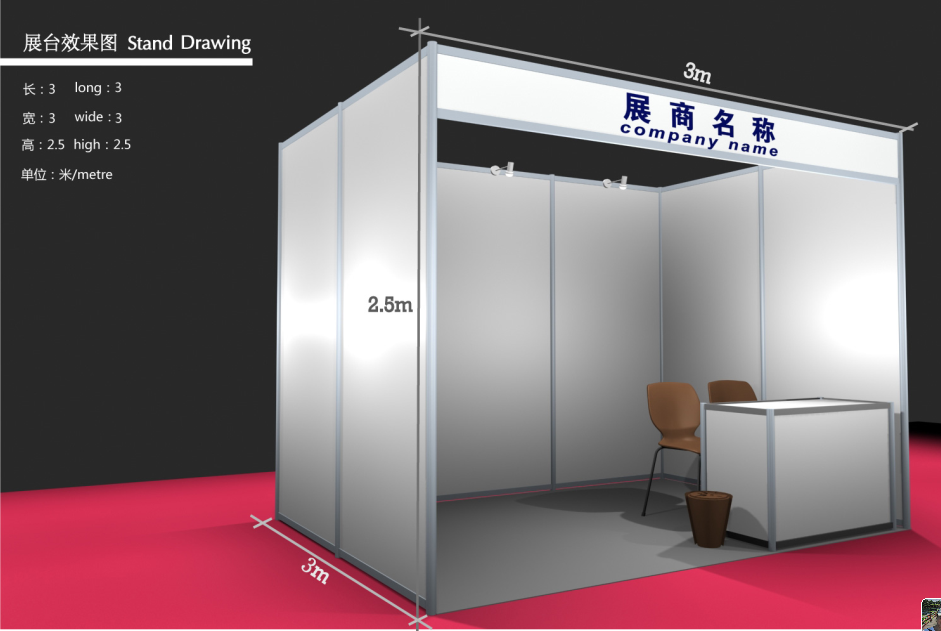 展台效果图 Stand Drawing
长：3 long：3
宽：3 wide：3
高：2.5 high：2.5
单位：米/metre
3m
展商名称
company name
2.5m
3m